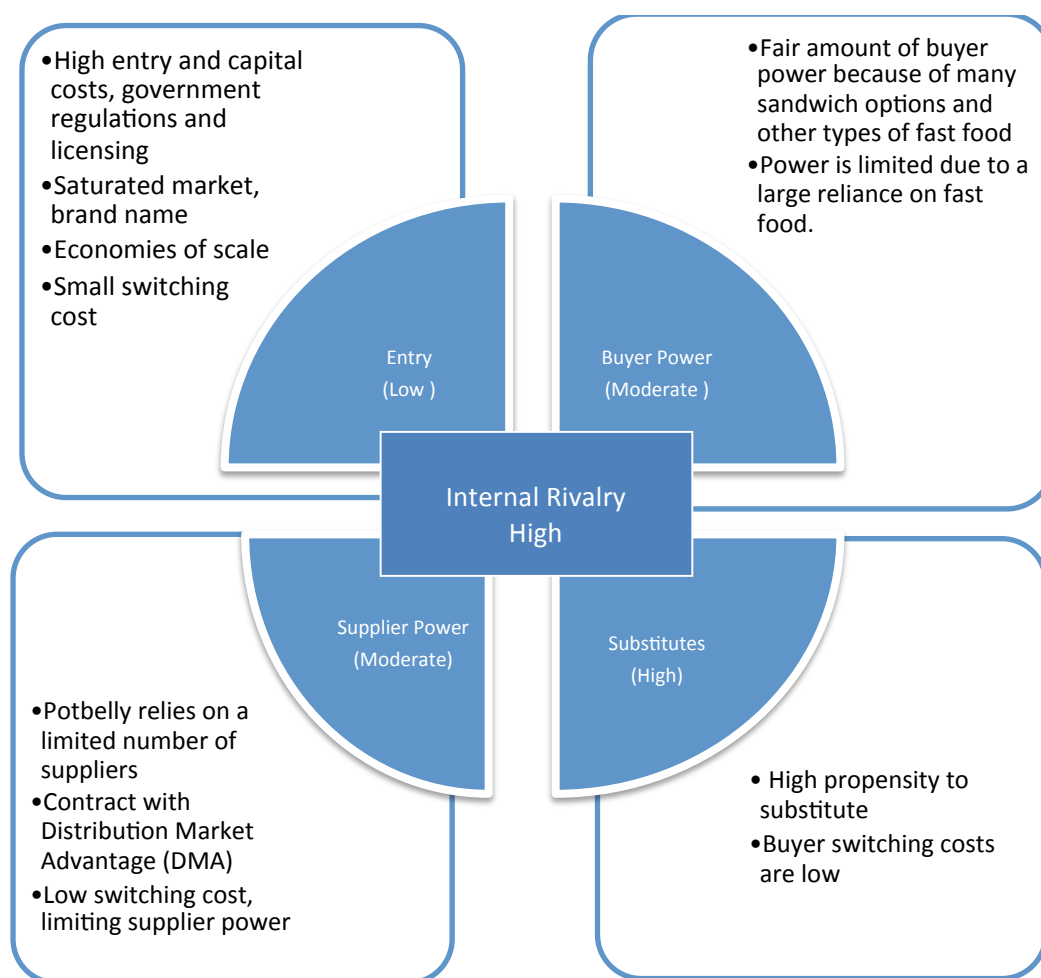 •High entry and capital
costs, government
regulations and
licensing
•Saturated market,
brand name
•Economies of scale
•Small switching
cost
•Fair amount of buyer
power because of many
sandwich options and
other types of fast food
•Power is limited due to a
large reliance on fast
food.
Entry
(Low )
Buyer Power
(Moderate )
Internal Rivalry
High
Supplier Power
(Moderate)
Substitutes
(High)
•Potbelly relies on a
limited number of
suppliers
•Contract with
Distribution Market
Advantage (DMA)
•Low switching cost,
limiting supplier power
• High propensity to
substitute
•Buyer switching costs
are low